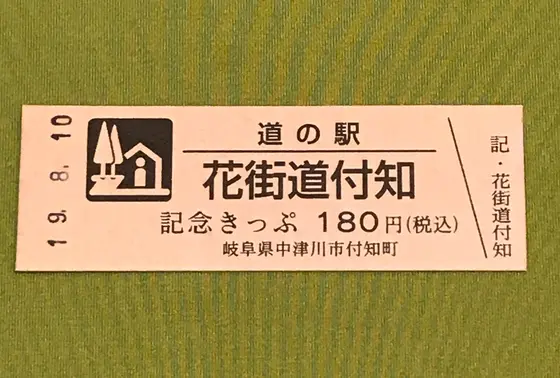 19.8.10
道の駅
花街道付知
記念きっぷ 180円(税込)
岐阜県中津川市付知町
記・花街道付知